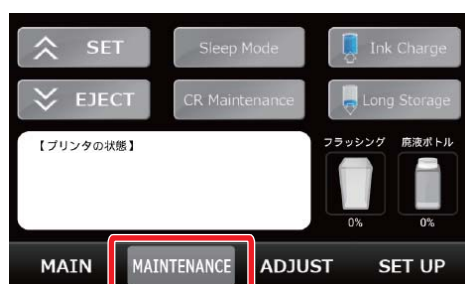 SET
Sleep Mode
Ink Charge
EJECT
CR Maintenance
Long Storage
【プリンタの状態】
フラッシング
廃液ボトル
0%
0%
MAIN
MAINTENANCE
ADJUST
SET UP